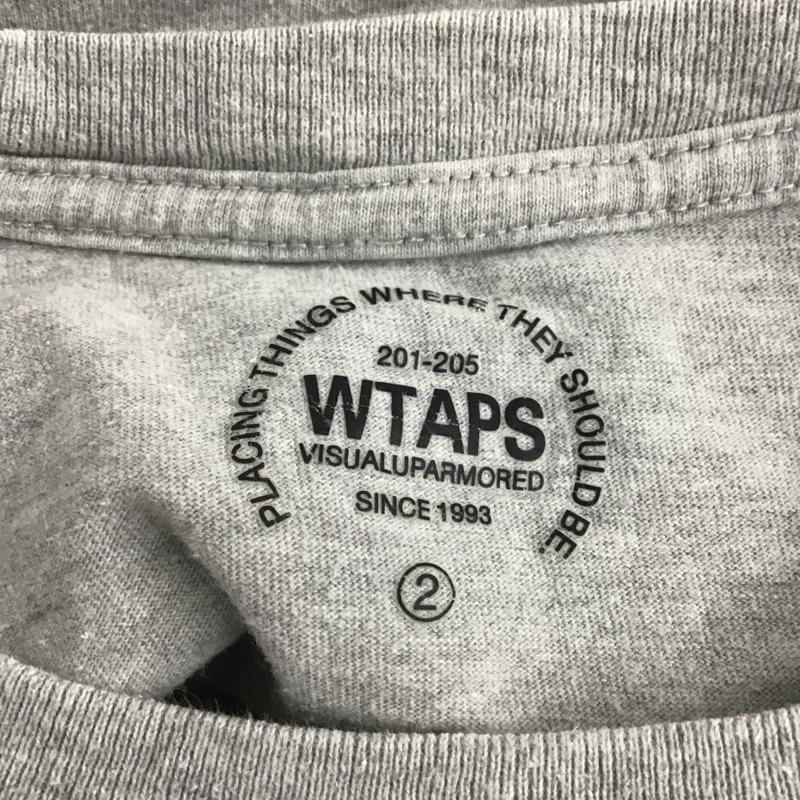 PLACING THINGS WHERE THEY SHOULD BE.
201-205
WTAPS
VISUALUPARMORED
SINCE 1993
2